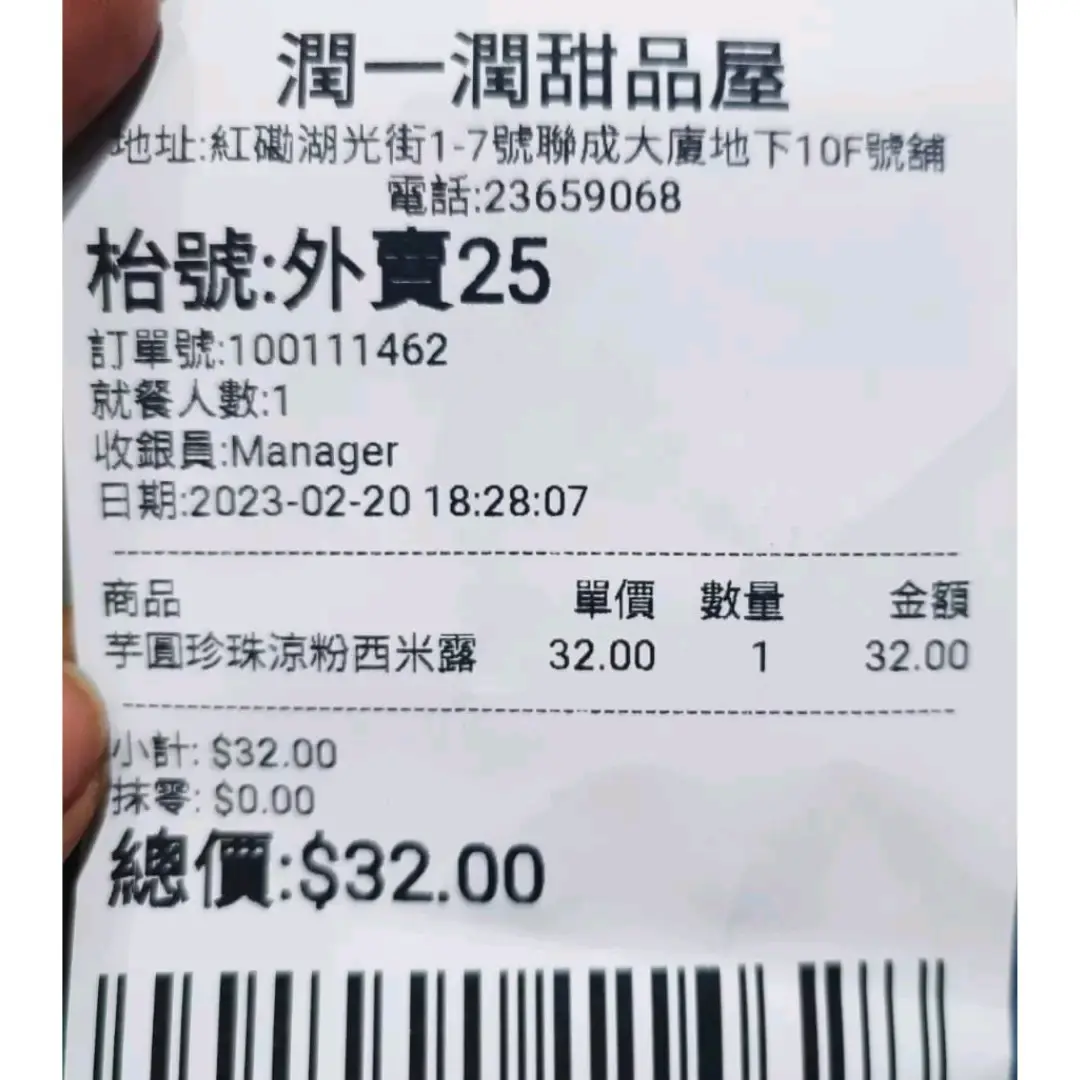 潤一潤甜品屋
地址:紅磡湖光街1-7號聯成大廈地下10F號舖
電話:23659068
枱號:外賣25
訂單號:100111462
就餐人數:1
收銀員:Manager
日期:2023-02-20 18:28:07
商品 單價 數量 金額
芋圓珍珠涼粉西米露 32.00 1 32.00
小計: $32.00
抹零: $0.00
總價:$32.00